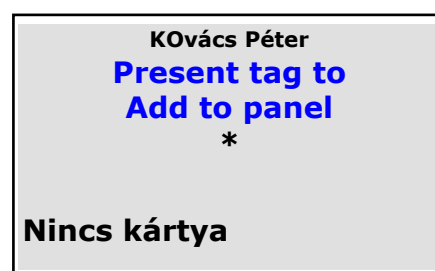 KOvács Péter
Present tag to
Add to panel
*
Nincs kártya